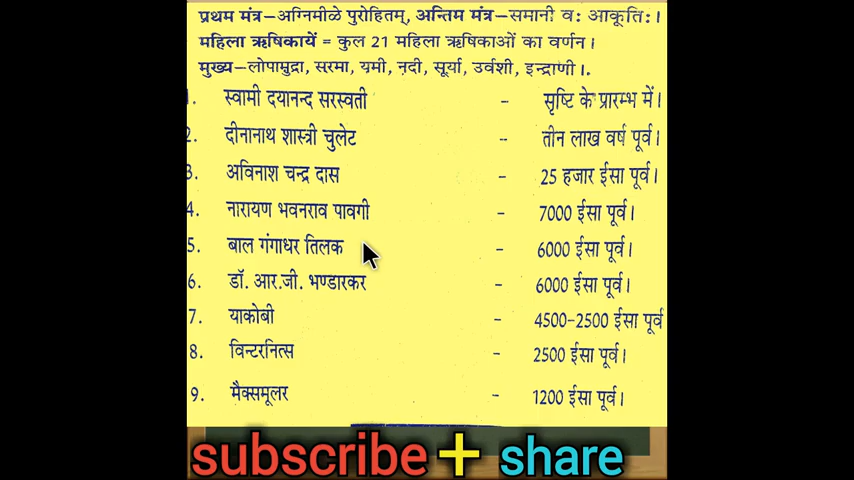 प्रथम मंत्र–अग्निमीळे पुरोहितम्, अन्तिम मंत्र–समानी वः आकूतिः।
महिला ऋषिकायें = कुल 21 महिला ऋषिकाओं का वर्णन।
मुख्य–लोपामुद्रा, सरमा, यमी, नदी, सूर्या, उर्वशी, इन्द्राणी।
1. स्वामी दयानन्द सरस्वती - सृष्टि के प्रारम्भ में।
2. दीनानाथ शास्त्री चुलेट - तीन लाख वर्ष पूर्व।
3. अविनाश चन्द्र दास - 25 हजार ईसा पूर्व।
4. नारायण भवनराव पावगी - 7000 ईसा पूर्व।
5. बाल गंगाधर तिलक - 6000 ईसा पूर्व।
6. डॉ. आर.जी. भण्डारकर - 6000 ईसा पूर्व।
7. याकोबी - 4500-2500 ईसा पूर्व
8. विन्टरनित्स - 2500 ईसा पूर्व।
9. मैक्समूलर - 1200 ईसा पूर्व।
subscribe + share